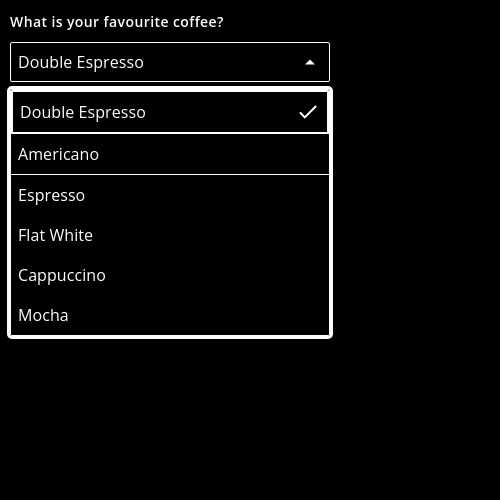 What is your favourite coffee?
Double Espresso
Double Espresso
Americano
Espresso
Flat White
Cappuccino
Mocha